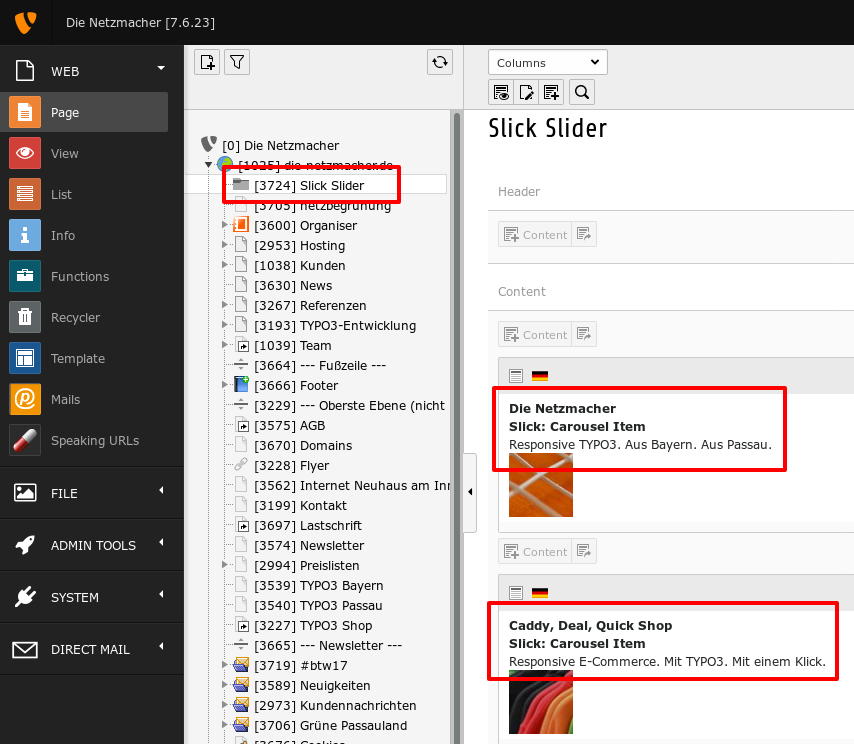 Die Netzmacher [7.6.23]
WEB
Page
View
List
Info
Functions
Recycler
Template
Mails
Speaking URLs
FILE
ADMIN TOOLS
SYSTEM
DIRECT MAIL
[0] Die Netzmacher
[1025] die-netzmacher.de
[3724] Slick Slider
[3705] netzbegrünung
[3600] Organiser
[2953] Hosting
[1038] Kunden
[3630] News
[3267] Referenzen
[3193] TYPO3-Entwicklung
[1039] Team
[3664] --- Fußzeile ---
[3666] Footer
[3229] --- Oberste Ebene (nicht
[3575] AGB
[3670] Domains
[3228] Flyer
[3562] Internet Neuhaus am Inn
[3199] Kontakt
[3697] Lastschrift
[3574] Newsletter
[2994] Preislisten
[3539] TYPO3 Bayern
[3540] TYPO3 Passau
[3227] TYPO3 Shop
[3665] --- Newsletter ---
[3719] #btw17
[3589] Neuigkeiten
[2973] Kundennachrichten
[3706] Grüne Passauland
[3676] Cookies
Columns
Slick Slider
Header
Content
Content
Content
Die Netzmacher
Slick: Carousel Item
Responsive TYPO3. Aus Bayern. Aus Passau.
Content
Caddy, Deal, Quick Shop
Slick: Carousel Item
Responsive E-Commerce. Mit TYPO3. Mit einem Klick.